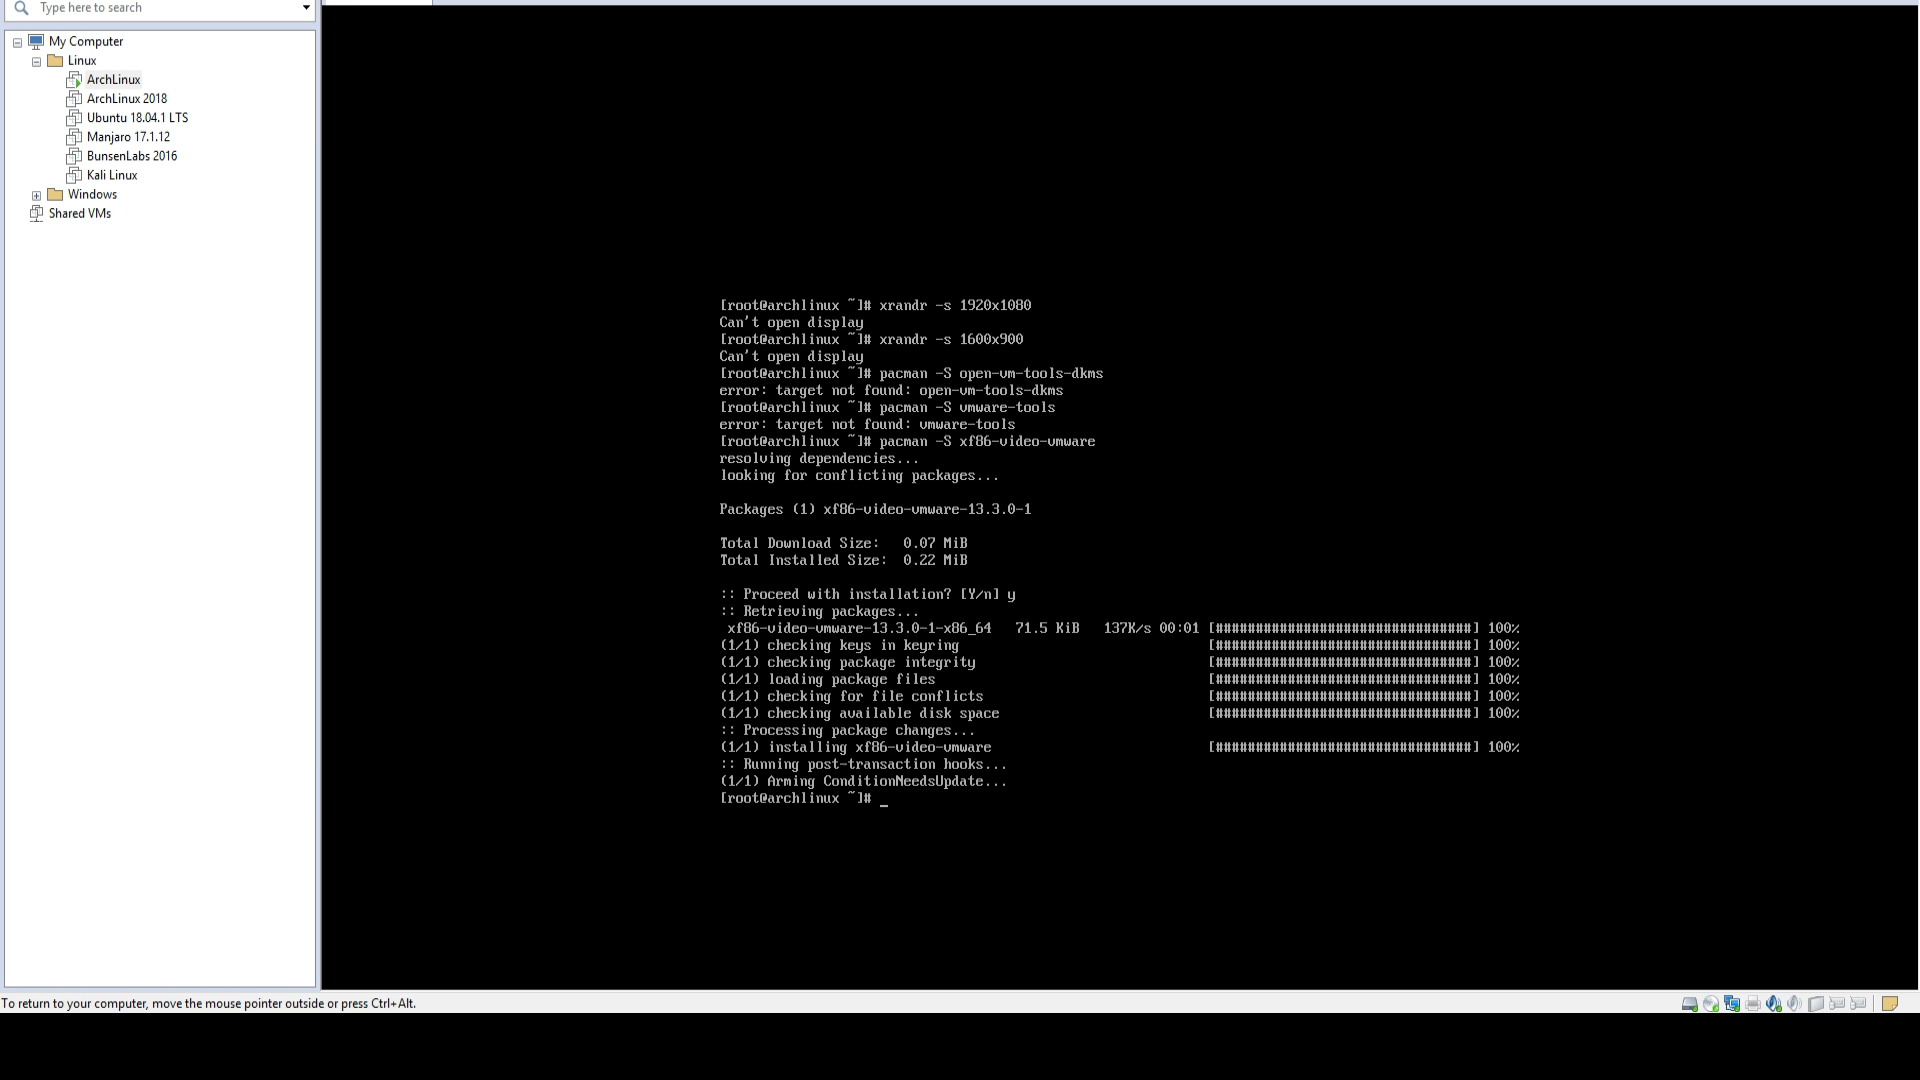 Type here to search
My Computer
Linux
ArchLinux
ArchLinux 2018
Ubuntu 18.04.1 LTS
Manjaro 17.1.12
BunsenLabs 2016
Kali Linux
Windows
Shared VMs
[root@archlinux ~]# xrandr -s 1920x1080
Can't open display
[root@archlinux ~]# xrandr -s 1600x900
Can't open display
[root@archlinux ~]# pacman -S open-vm-tools-dkms
error: target not found: open-vm-tools-dkms
[root@archlinux ~]# pacman -S vmware-tools
error: target not found: vmware-tools
[root@archlinux ~]# pacman -S xf86-video-vmware
resolving dependencies...
looking for conflicting packages...
Packages (1) xf86-video-vmware-13.3.0-1
Total Download Size:   0.07 MiB
Total Installed Size:  0.22 MiB
:: Proceed with installation? [Y/n] y
:: Retrieving packages...
xf86-video-vmware-13.3.0-1-x86_64   71.5 KiB   137K/s 00:01 [################################] 100%
(1/1) checking keys in keyring [################################] 100%
(1/1) checking package integrity [################################] 100%
(1/1) loading package files [################################] 100%
(1/1) checking for file conflicts [################################] 100%
(1/1) checking available disk space [################################] 100%
:: Processing package changes...
(1/1) installing xf86-video-vmware [################################] 100%
:: Running post-transaction hooks...
(1/1) Arming ConditionNeedsUpdate...
[root@archlinux ~]# _
To return to your computer, move the mouse pointer outside or press Ctrl+Alt.